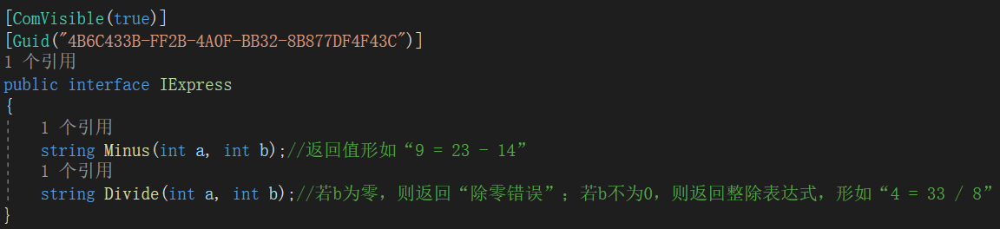 [ComVisible(true)]
[Guid("4B6C433B-FF2B-4A0F-BB32-8B877DF4F43C")]
1 个引用
public interface IExpress
{
1 个引用
string Minus(int a, int b);//返回值形如“9 = 23 - 14”
1 个引用
string Divide(int a, int b);//若b为零，则返回“除零错误”；若b不为0，则返回整除表达式，形如“4 = 33 / 8”
}